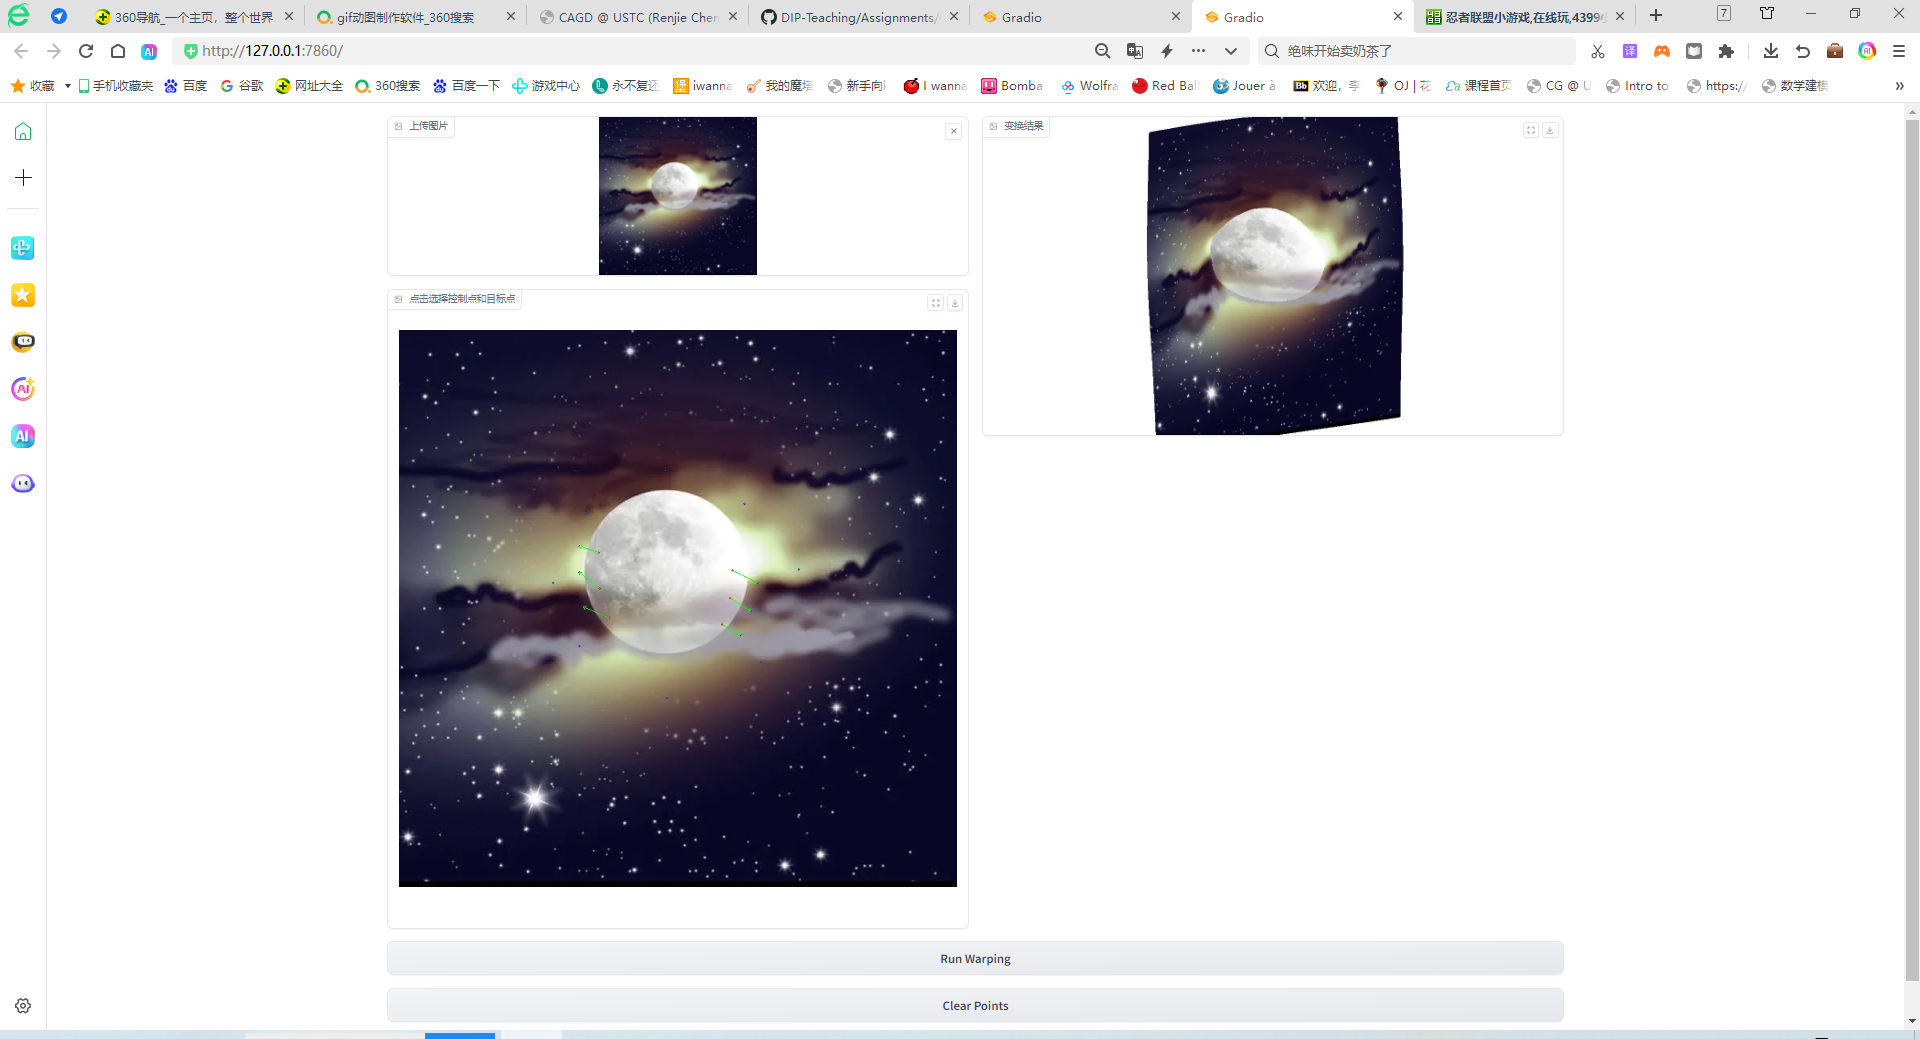 360导航_一个主页，整个世界
gif动图制作软件_360搜索
CAGD @ USTC (Renjie Chen
DIP-Teaching/Assignments/
Gradio
Gradio
忍者联盟小游戏,在线玩,4399
7
http://127.0.0.1:7860/
绝味开始卖奶茶了
收藏
手机收藏夹
百度
谷歌
网址大全
360搜索
百度一下
游戏中心
永不复还
iwanna
我的魔塔
新手向
I wanna
Bomba
Wolfra
Red Ball
Jouer à
Bb 欢迎，李
OJ | 花
课程首页
CG @ U
Intro to
https:/
数学建模
上传图片
变换结果
点击选择控制点和目标点
Run Warping
Clear Points